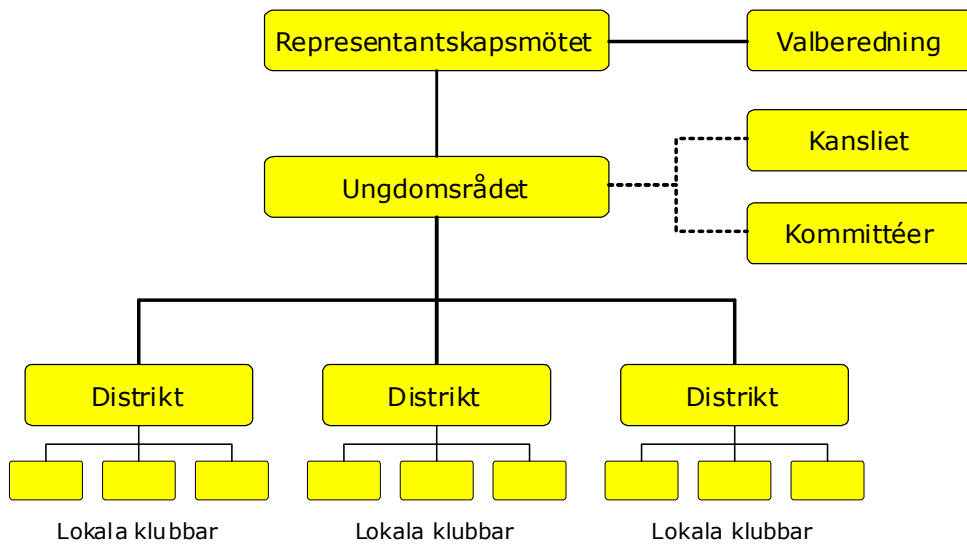 Representantskapsmötet
Valberedning
Kansliet
Ungdomsrådet
Kommittéer
Distrikt
Distrikt
Distrikt
Lokala klubbar
Lokala klubbar
Lokala klubbar